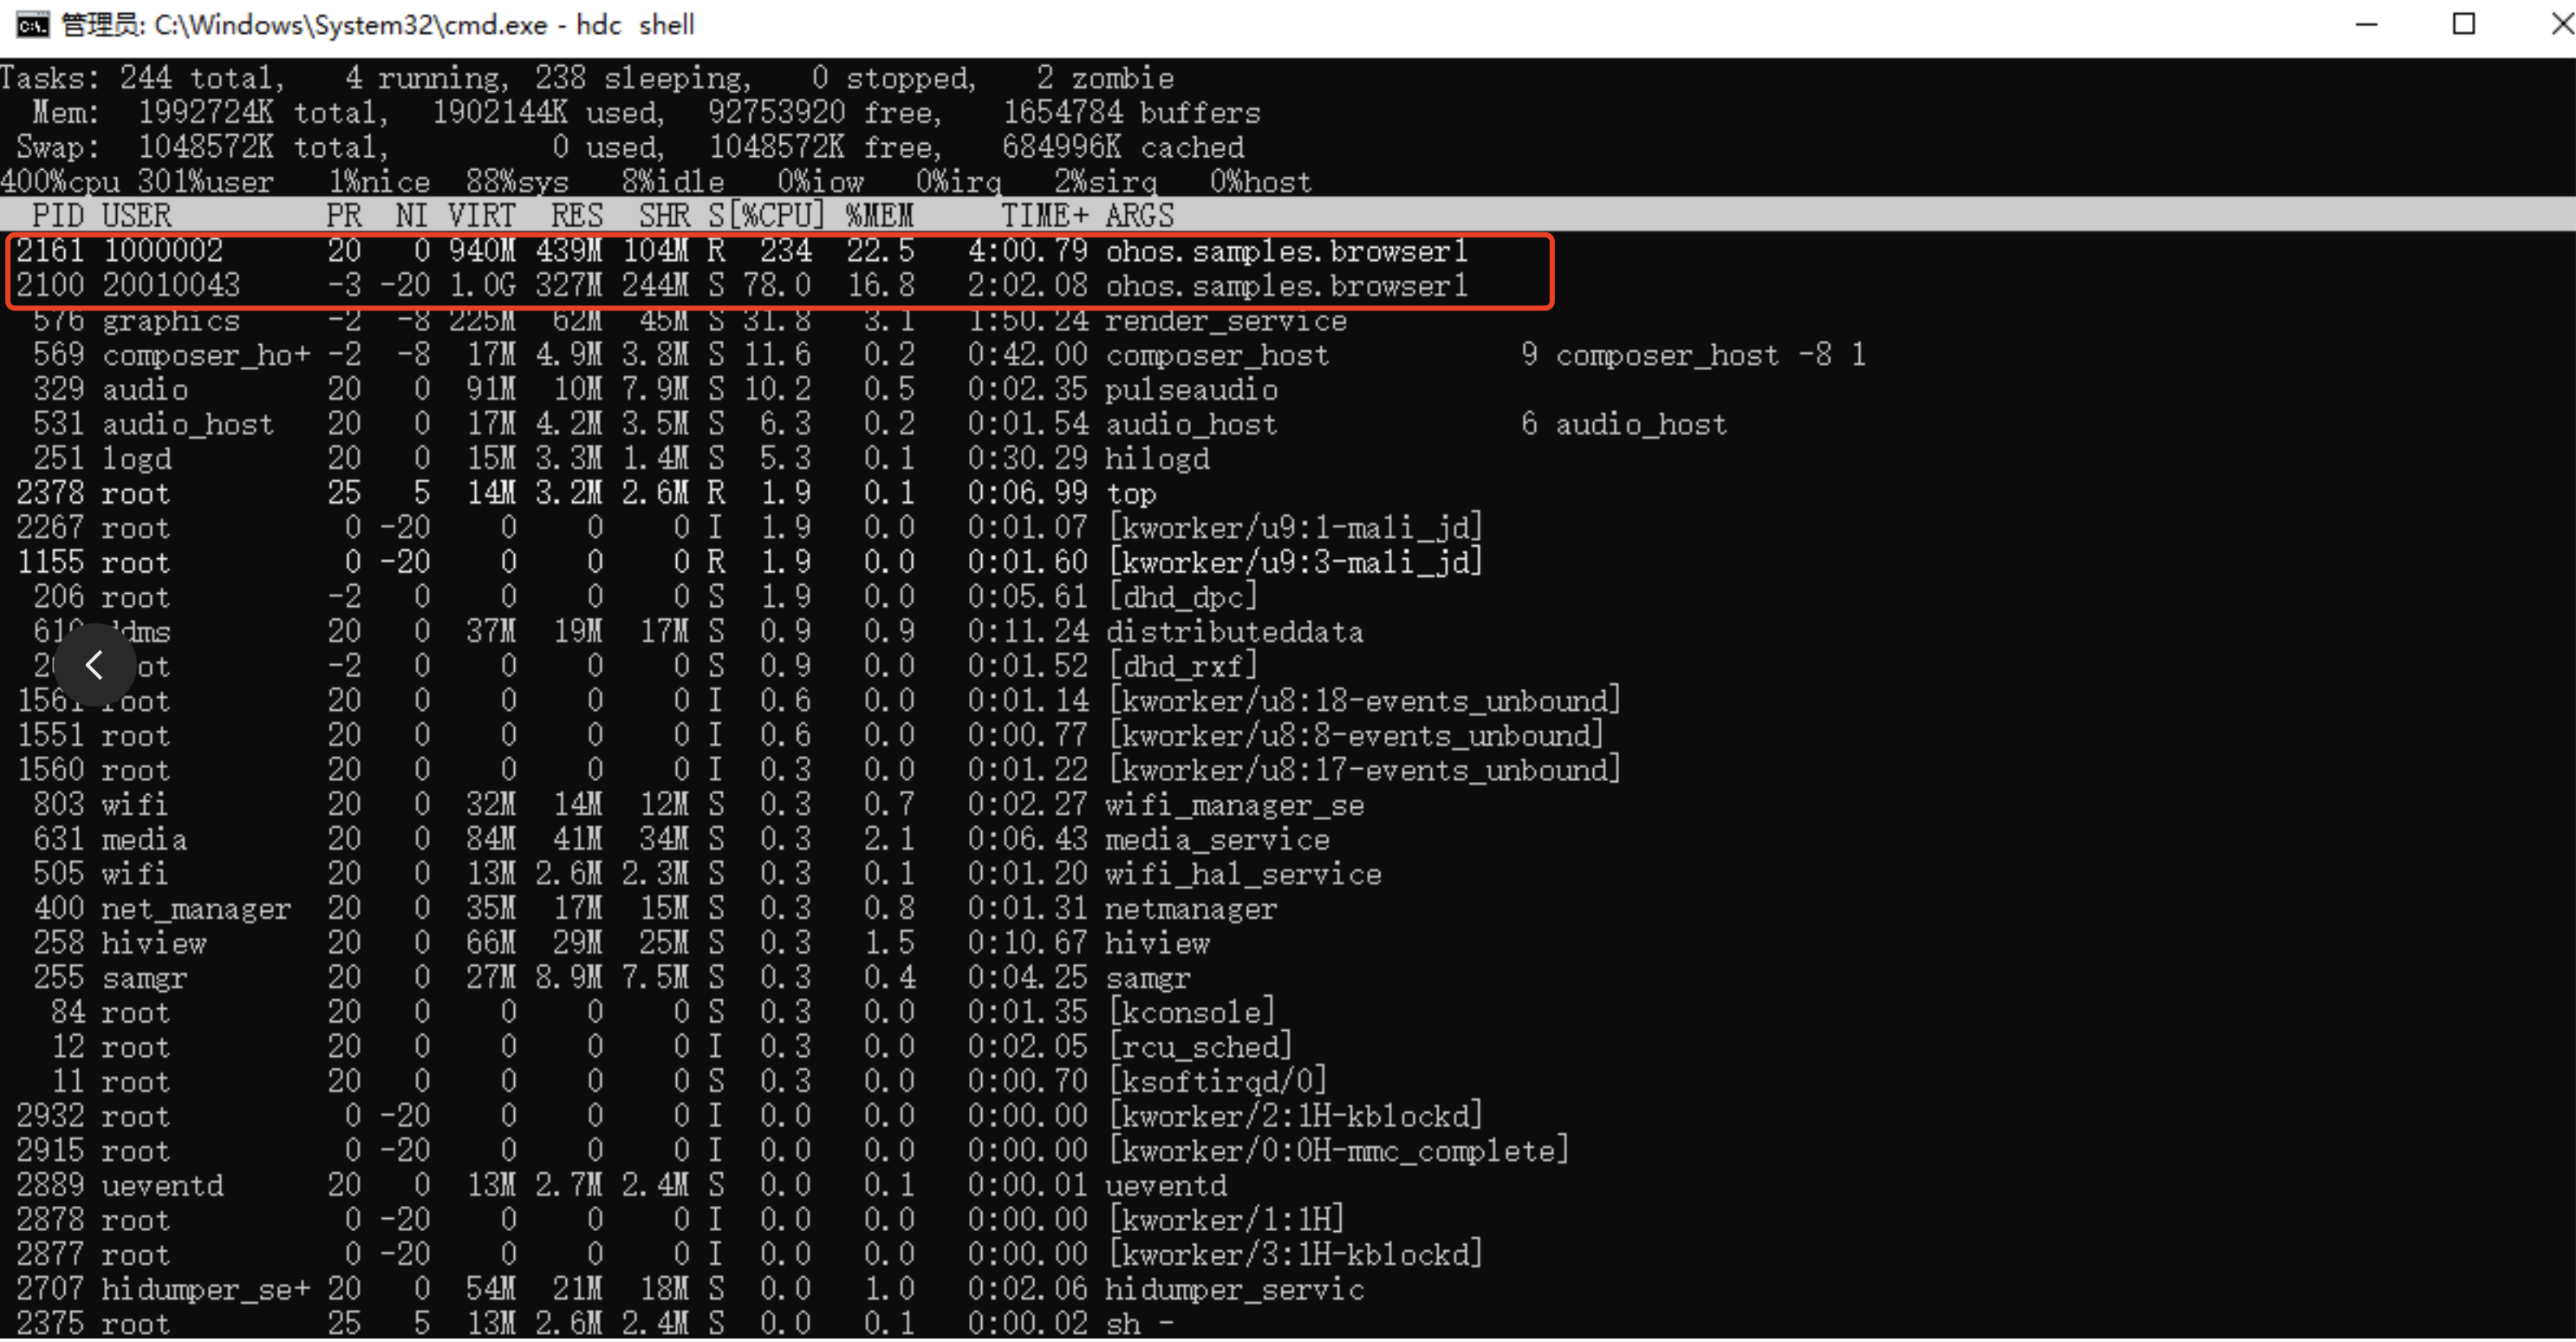 管理员: C:\Windows\System32\cmd.exe - hdc  shell
Tasks: 244 total,   4 running, 238 sleeping,   0 stopped,   2 zombie
Mem:  1992724K total,  1902144K used,  92753920 free,   1654784 buffers
Swap:  1048572K total,         0 used,  1048572K free,   684996K cached
400%cpu 301%user   1%nice  88%sys   8%idle   0%iow   0%irq   2%sirq   0%host
PID USER         PR  NI VIRT  RES  SHR S[%CPU] %MEM     TIME+ ARGS
2161 1000002      20   0 940M 439M 104M R  234  22.5   4:00.79 ohos.samples.browser1
2100 20010043     -3 -20 1.0G 327M 244M S 78.0  16.8   2:02.08 ohos.samples.browser1
576 graphics     -2  -8 225M  62M  45M S 31.8   3.1   1:50.24 render_service
569 composer_ho+ -2  -8  17M 4.9M 3.8M S 11.6   0.2   0:42.00 composer_host           9 composer_host -8 1
329 audio        20   0  91M  10M 7.9M S 10.2   0.5   0:02.35 pulseaudio
531 audio_host   20   0  17M 4.2M 3.5M S  6.3   0.2   0:01.54 audio_host              6 audio_host
251 logd         20   0  15M 3.3M 1.4M S  5.3   0.1   0:30.29 hilogd
2378 root         25   5  14M 3.2M 2.6M R  1.9   0.1   0:06.99 top
2267 root          0 -20    0    0    0 I  1.9   0.0   0:01.07 [kworker/u9:1-mali_jd]
1155 root          0 -20    0    0    0 R  1.9   0.0   0:01.60 [kworker/u9:3-mali_jd]
206 root         -2   0    0    0    0 S  1.9   0.0   0:05.61 [dhd_dpc]
ddms         20   0  37M  19M  17M S  0.9   0.9   0:11.24 distributeddata
-2   0    0    0    0 S  0.9   0.0   0:01.52 [dhd_rxf]
root         20   0    0    0    0 I  0.6   0.0   0:01.14 [kworker/u8:18-events_unbound]
1551 root         20   0    0    0    0 I  0.6   0.0   0:00.77 [kworker/u8:8-events_unbound]
1560 root         20   0    0    0    0 I  0.3   0.0   0:01.22 [kworker/u8:17-events_unbound]
803 wifi         20   0  32M  14M  12M S  0.3   0.7   0:02.27 wifi_manager_se
631 media        20   0  84M  41M  34M S  0.3   2.1   0:06.43 media_service
505 wifi         20   0  13M 2.6M 2.3M S  0.3   0.1   0:01.20 wifi_hal_service
400 net_manager  20   0  35M  17M  15M S  0.3   0.8   0:01.31 netmanager
258 hiview       20   0  66M  29M  25M S  0.3   1.5   0:10.67 hiview
255 samgr        20   0  27M 8.9M 7.5M S  0.3   0.4   0:04.25 samgr
84 root         20   0    0    0    0 S  0.3   0.0   0:01.35 [kconsole]
12 root         20   0    0    0    0 I  0.3   0.0   0:02.05 [rcu_sched]
11 root         20   0    0    0    0 S  0.3   0.0   0:00.70 [ksoftirqd/0]
2932 root          0 -20    0    0    0 I  0.0   0.0   0:00.00 [kworker/2:1H-kblockd]
2915 root          0 -20    0    0    0 I  0.0   0.0   0:00.00 [kworker/0:0H-mmc_complete]
2889 ueventd      20   0  13M 2.7M 2.4M S  0.0   0.1   0:00.01 ueventd
2878 root          0 -20    0    0    0 I  0.0   0.0   0:00.00 [kworker/1:1H]
2877 root          0 -20    0    0    0 I  0.0   0.0   0:00.00 [kworker/3:1H-kblockd]
2707 hidumper_se+ 20   0  54M  21M  18M S  0.0   1.0   0:02.06 hidumper_servic
2375 root         25   5  13M 2.6M 2.4M S  0.0   0.1   0:00.02 sh -